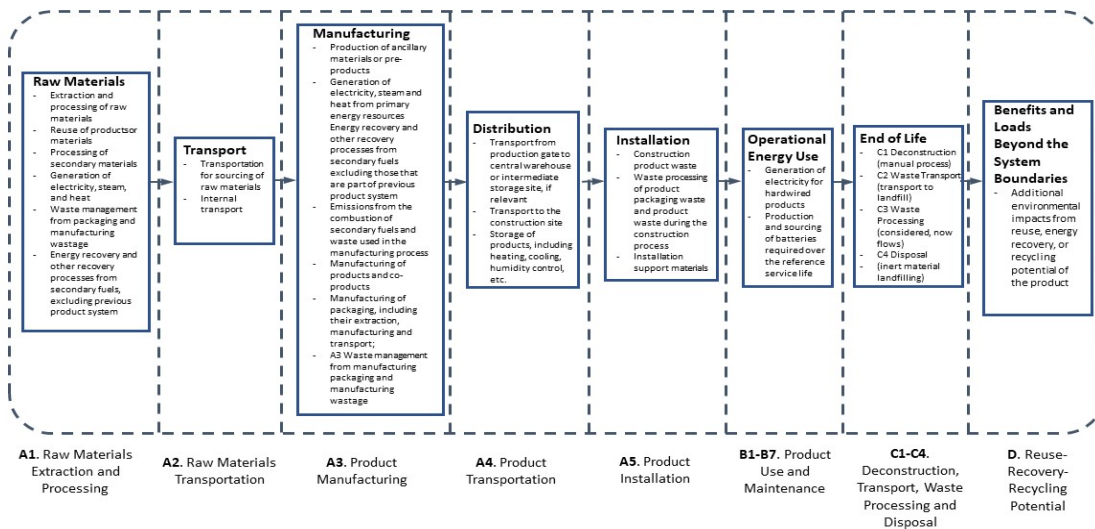 Raw Materials
- Extraction and
processing of raw
materials
- Reuse of productsor
materials
- Processing of
secondary materials
- Generation of
electricity, steam,
and heat
- Waste management
from packaging and
manufacturing
wastage
- Energy recovery and
other recovery
processes from
secondary fuels,
excluding previous
product system
Transport
- Transportation
for sourcing of
raw materials
- Internal
transport
Manufacturing
- Production of ancillary
materials or pre-
products
- Generation of
electricity, steam and
heat from primary
energy resources
Energy recovery and
other recovery
processes from
secondary fuels
excluding those that
are part of previous
product system
- Emissions from the
combustion of
secondary fuels and
waste used in the
manufacturing process
- Manufacturing of
products and co-
products
- Manufacturing of
packaging, including
their extraction,
manufacturing and
transport;
- A3 Waste management
from manufacturing
packaging and
manufacturing
wastage
Distribution
- Transport from
production gate to
central warehouse
or intermediate
storage site, if
relevant
- Transport to the
construction site
- Storage of
products, including
heating, cooling,
humidity control,
etc.
Installation
- Construction
product waste
- Waste processing
of product
packaging waste
and product waste
during the
construction
process
- Installation
support materials
Operational
Energy Use
- Generation of
electricity for
hardwired
products
- Production
and sourcing
of batteries
required over
the reference
service life
End of Life
- C1 Deconstruction
(manual process)
- C2 Waste Transport
(transport to
landfill)
- C3 Waste
Processing
(considered, now
flows)
- C4 Disposal
- (inert material
landfilling)
Benefits and
Loads
Beyond the
System
Boundaries
- Additional
environmental
impacts from
reuse, energy
recovery, or
recycling
potential of
the product
A1. Raw Materials
Extraction and
Processing
A2. Raw Materials
Transportation
A3. Product
Manufacturing
A4. Product
Transportation
A5. Product
Installation
B1-B7. Product
Use and
Maintenance
C1-C4.
Deconstruction,
Transport, Waste
Processing and
Disposal
D. Reuse-
Recovery-
Recycling
Potential